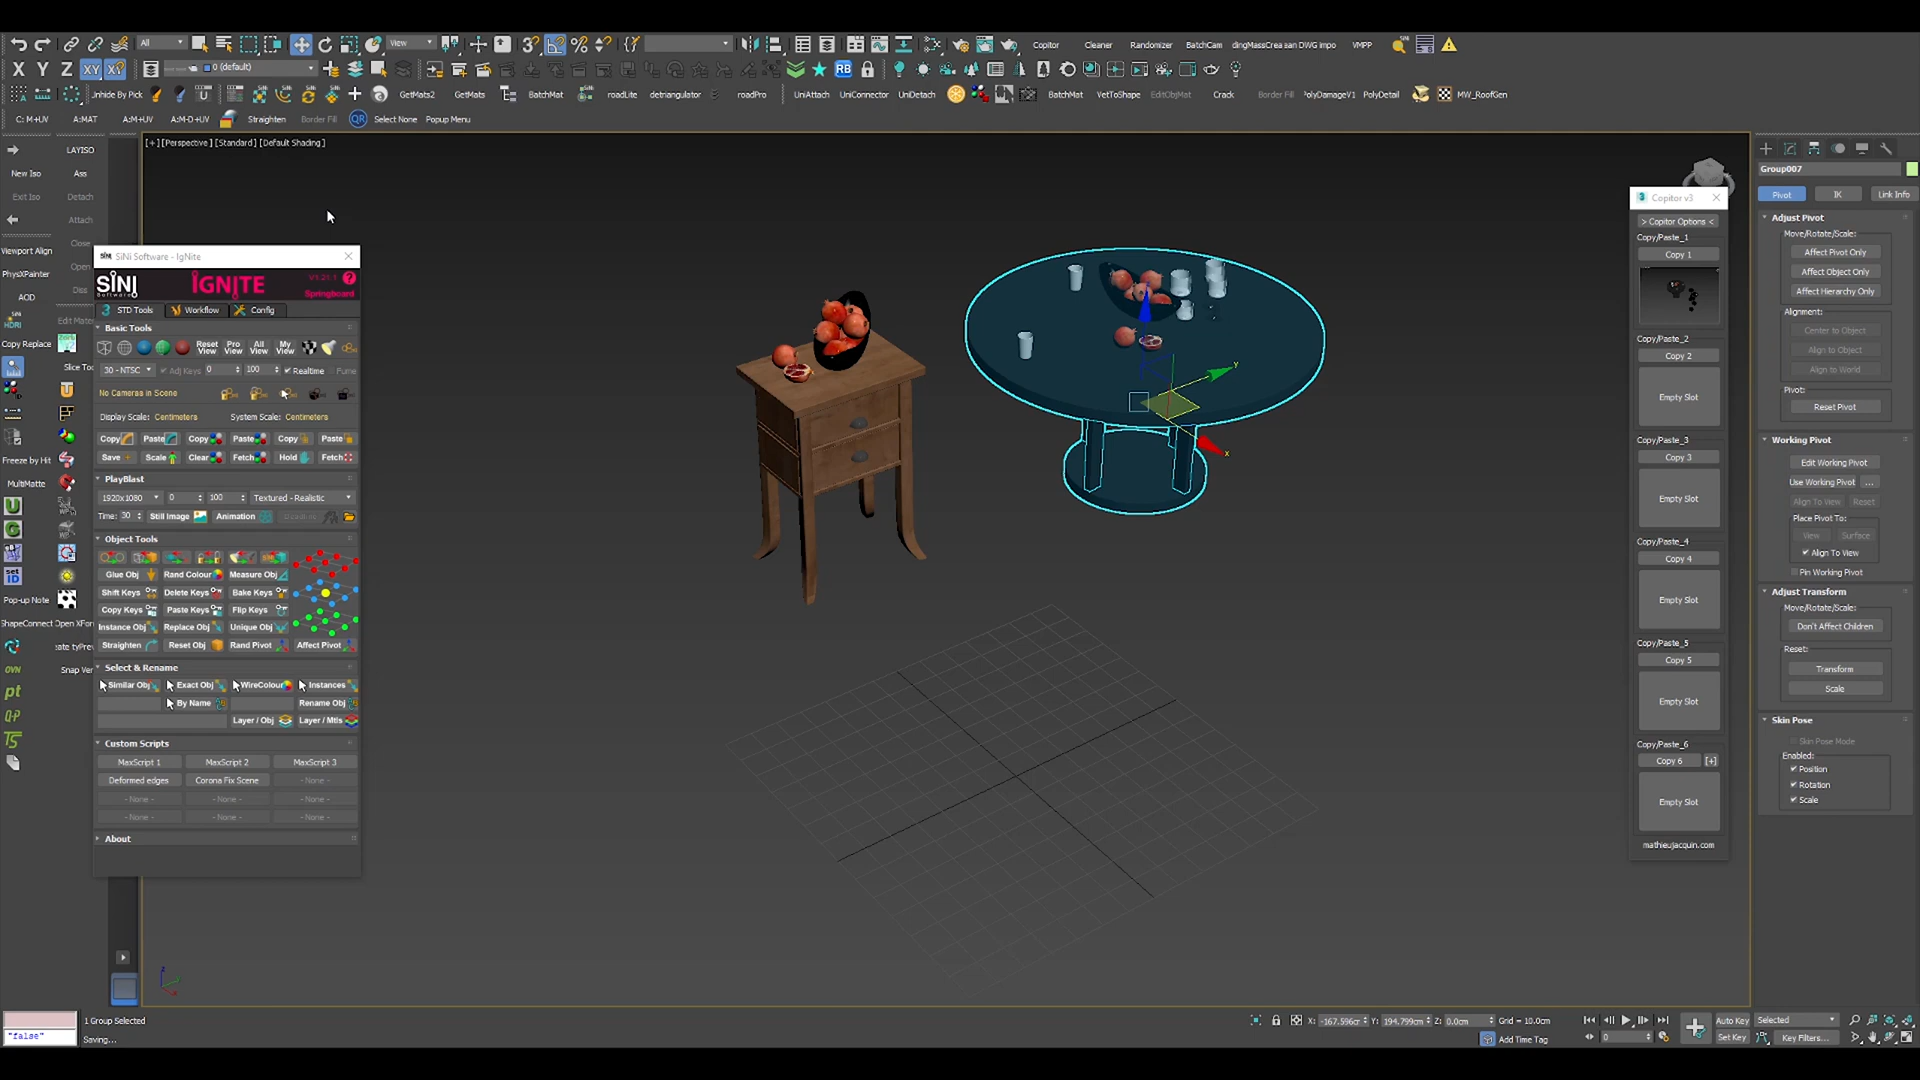 All
View
Copitor
Cleaner
Randomizer
BatchCam
dingMassCrea aan DWG impo
VMPP
X Y Z XY XY
0 (default)
RB
.nhide By Pick
GetMats2
GetMats
BatchMat
roadLite
detriangulator
roadPro
UniAttach
UniConnector
UniDetach
BatchMat
VetToShape
EditObjMat
Crack
Border Fill
PolyDamageV1
PolyDetail
MW_RoofGen
C: M+UV
A:MAT
A:M+UV
A:M-D+UV
Straighten
Border Fill
QR
Select None
Popup Menu
[+] [Perspective ] [Standard ] [Default Shading ]
LAYISO
New Iso
Ass
Exit Iso
Detach
Attach
Viewport Align
Close
PhysXPainter
Open
AOD
Diss
SiNi
HDRI
Edit Mate
Copy Replace
Slice To
Freeze by Hit
MultiMatte
set
ID
Pop-up Note
ShapeConnect
Open XForm
:ate tyPrev
OVN
Snap Ver
pt
TS
SiNi Software - IgNite
SiNi
Software
IGNITE
V1.21.1
Springboard
STD Tools
Workflow
Config
Basic Tools
Reset View
Pro View
All View
My View
30 - NTSC
Adj Keys
0
100
Realtime
Fume
No Cameras in Scene
Display Scale: Centimeters
System Scale: Centimeters
Copy
Paste
Copy
Paste
Copy
Paste
Save
Scale
Clear
Fetch
Hold
Fetch
PlayBlast
1920x1080
0
100
Textured - Realistic
Time: 30
Still Image
Animation
Object Tools
Glue Obj
Rand Colour
Measure Obj
Shift Keys
Delete Keys
Bake Keys
Copy Keys
Paste Keys
Flip Keys
Instance Obj
Replace Obj
Unique Obj
Straighten
Reset Obj
Rand Pivot
Affect Pivot
Select & Rename
Similar Obj
Exact Obj
WireColour
Instances
By Name
Rename Obj
Layer / Obj
Layer / Mtls
Custom Scripts
MaxScript 1
MaxScript 2
MaxScript 3
Deformed edges
Corona Fix Scene
- None -
- None -
- None -
- None -
- None -
- None -
- None -
About
x
y
Copitor v3
> Copitor Options <
Copy/Paste_1
Copy 1
Copy/Paste_2
Copy 2
Empty Slot
Copy/Paste_3
Copy 3
Empty Slot
Copy/Paste_4
Copy 4
Empty Slot
Copy/Paste_5
Copy 5
Empty Slot
Copy/Paste_6
Copy 6
[+]
Empty Slot
mathieujacquin.com
Group007
Pivot
IK
Link Info
Adjust Pivot
Move/Rotate/Scale:
Affect Pivot Only
Affect Object Only
Affect Hierarchy Only
Alignment:
Center to Object
Align to Object
Align to World
Pivot:
Reset Pivot
Working Pivot
Edit Working Pivot
Use Working Pivot
...
Align To View
Reset
Place Pivot To:
View
Surface
Align To View
Pin Working Pivot
Adjust Transform
Move/Rotate/Scale:
Don't Affect Children
Reset:
Transform
Scale
Skin Pose
Skin Pose Mode
Enabled:
Position
Rotation
Scale
"false"
1 Group Selected
Saving...
X: -167.596cr
Y: 194.799cm
Z: 0.0cm
Grid = 10.0cm
Add Time Tag
0
Auto Key
Selected
Set Key
Key Filters...